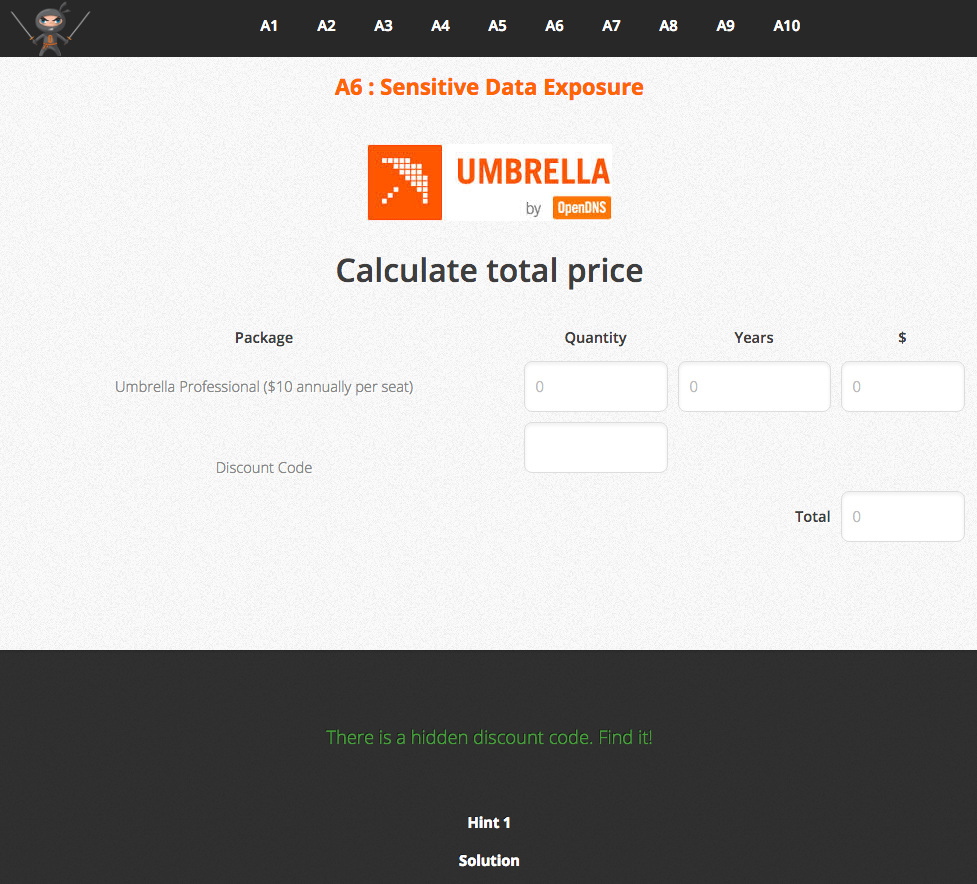 A1 A2 A3 A4 A5 A6 A7 A8 A9 A10
A6 : Sensitive Data Exposure
UMBRELLA
by OpenDNS
Calculate total price
Package Quantity Years $
Umbrella Professional ($10 annually per seat) 0 0 0
Discount Code
Total 0
There is a hidden discount code. Find it!
Hint 1
Solution